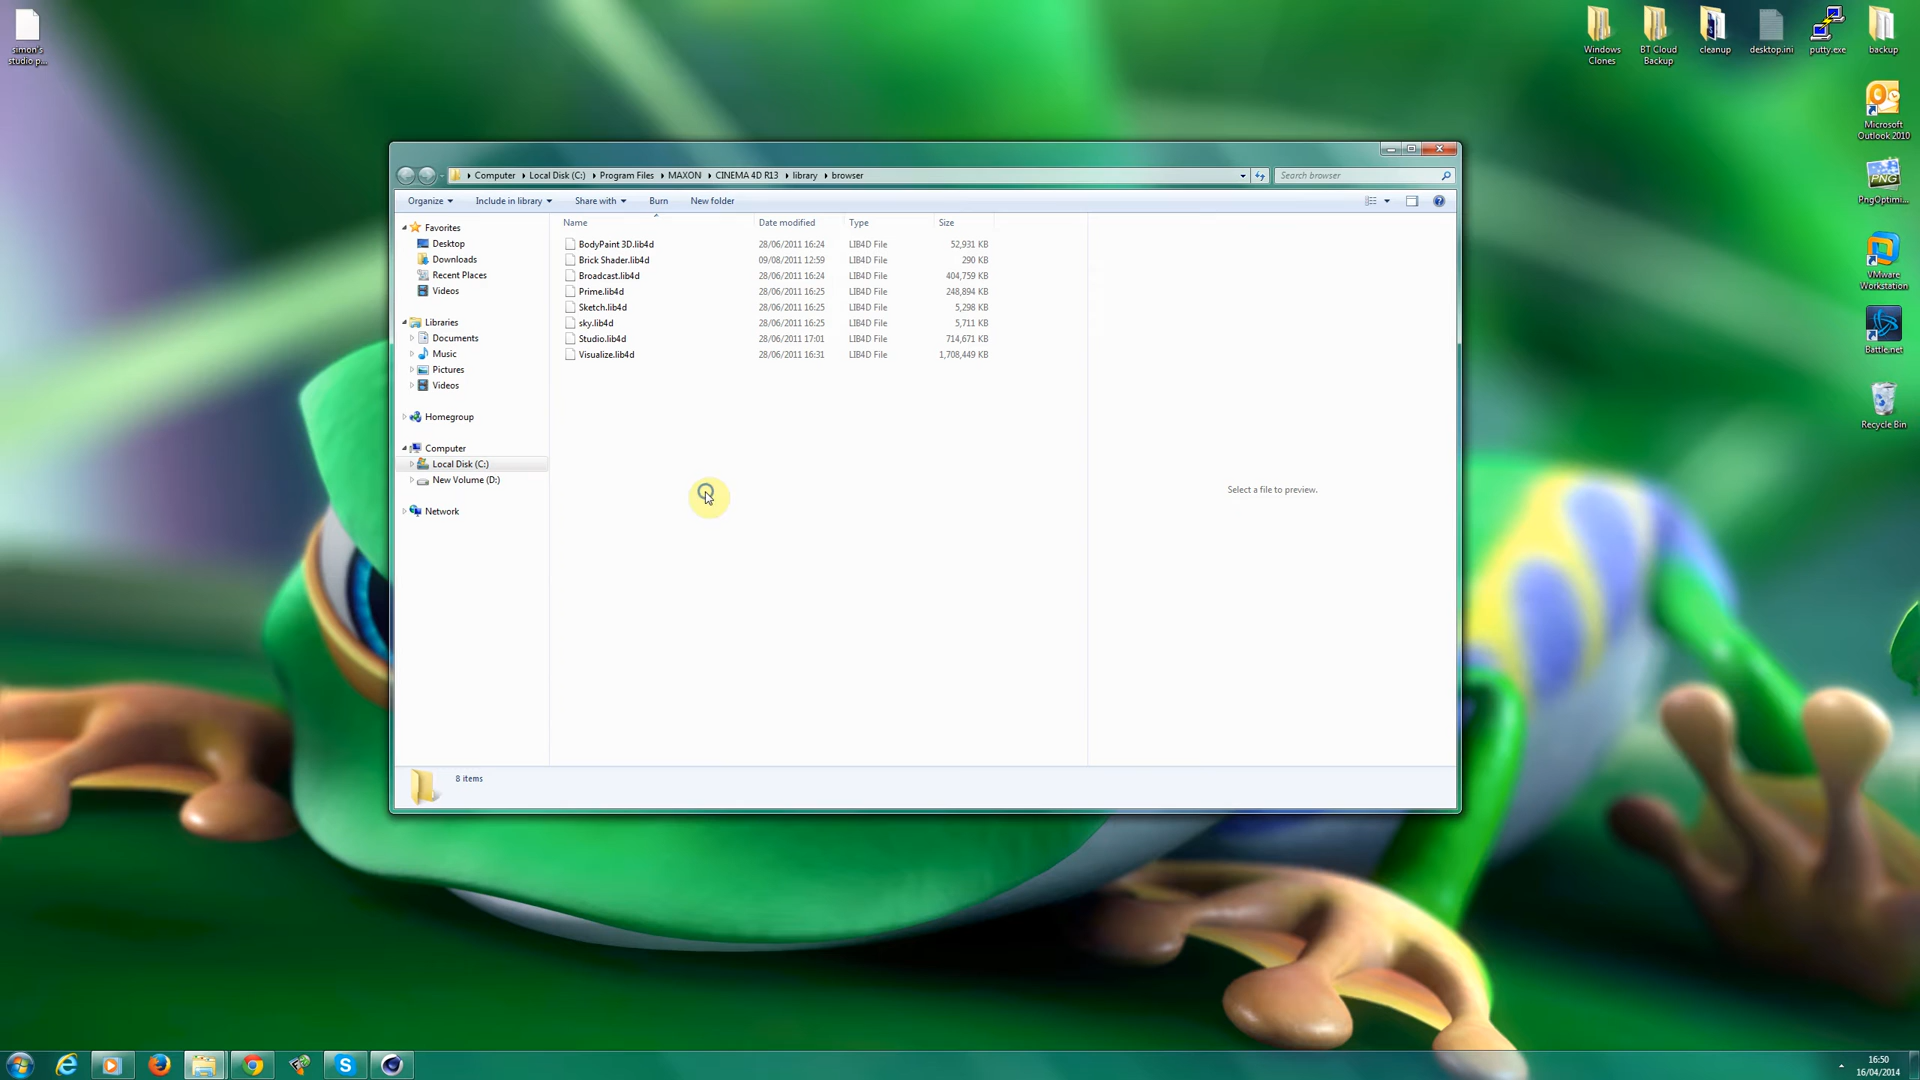 simon's
studio p...
Windows
Clones
BT Cloud
Backup
cleanup
desktop.ini
putty.exe
backup
Microsoft
Outlook 2010
PNG
PngOptimi...
VMware
Workstation
Battle.net
Recycle Bin
Computer
Local Disk (C:)
Program Files
MAXON
CINEMA 4D R13
library
browser
Search browser
Organize
Include in library
Share with
Burn
New folder
Name
Date modified
Type
Size
BodyPaint 3D.lib4d 28/06/2011 16:24 LIB4D File 52,931 KB
Brick Shader.lib4d 09/08/2011 12:59 LIB4D File 290 KB
Broadcast.lib4d 28/06/2011 16:24 LIB4D File 404,759 KB
Prime.lib4d 28/06/2011 16:25 LIB4D File 248,894 KB
Sketch.lib4d 28/06/2011 16:25 LIB4D File 5,298 KB
sky.lib4d 28/06/2011 16:25 LIB4D File 5,711 KB
Studio.lib4d 28/06/2011 17:01 LIB4D File 714,671 KB
Visualize.lib4d 28/06/2011 16:31 LIB4D File 1,708,449 KB
Favorites
Desktop
Downloads
Recent Places
Videos
Libraries
Documents
Music
Pictures
Videos
Homegroup
Computer
Local Disk (C:)
New Volume (D:)
Network
Select a file to preview.
8 items
16:50
16/04/2014